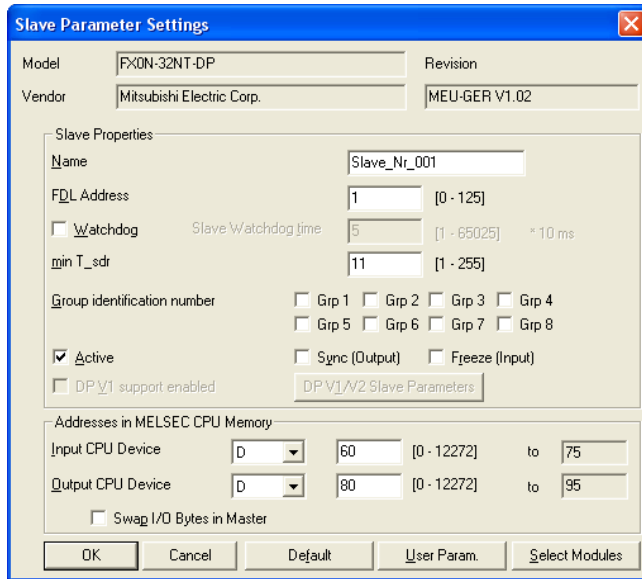 Slave Parameter Settings
Model FX0N-32NT-DP Revision
Vendor Mitsubishi Electric Corp. MEU-GER V1.02
Slave Properties
Name Slave_Nr_001
FDL Address 1 [0 - 125]
Watchdog Slave Watchdog time 5 [1 - 65025] * 10 ms
min T_sdr 11 [1 - 255]
Group identification number Grp 1 Grp 2 Grp 3 Grp 4
Grp 5 Grp 6 Grp 7 Grp 8
Active Sync (Output) Freeze (Input)
DP V1 support enabled DP V1/V2 Slave Parameters
Addresses in MELSEC CPU Memory
Input CPU Device D 60 [0 - 12272] to 75
Output CPU Device D 80 [0 - 12272] to 95
Swap I/O Bytes in Master
OK Cancel Default User Param. Select Modules